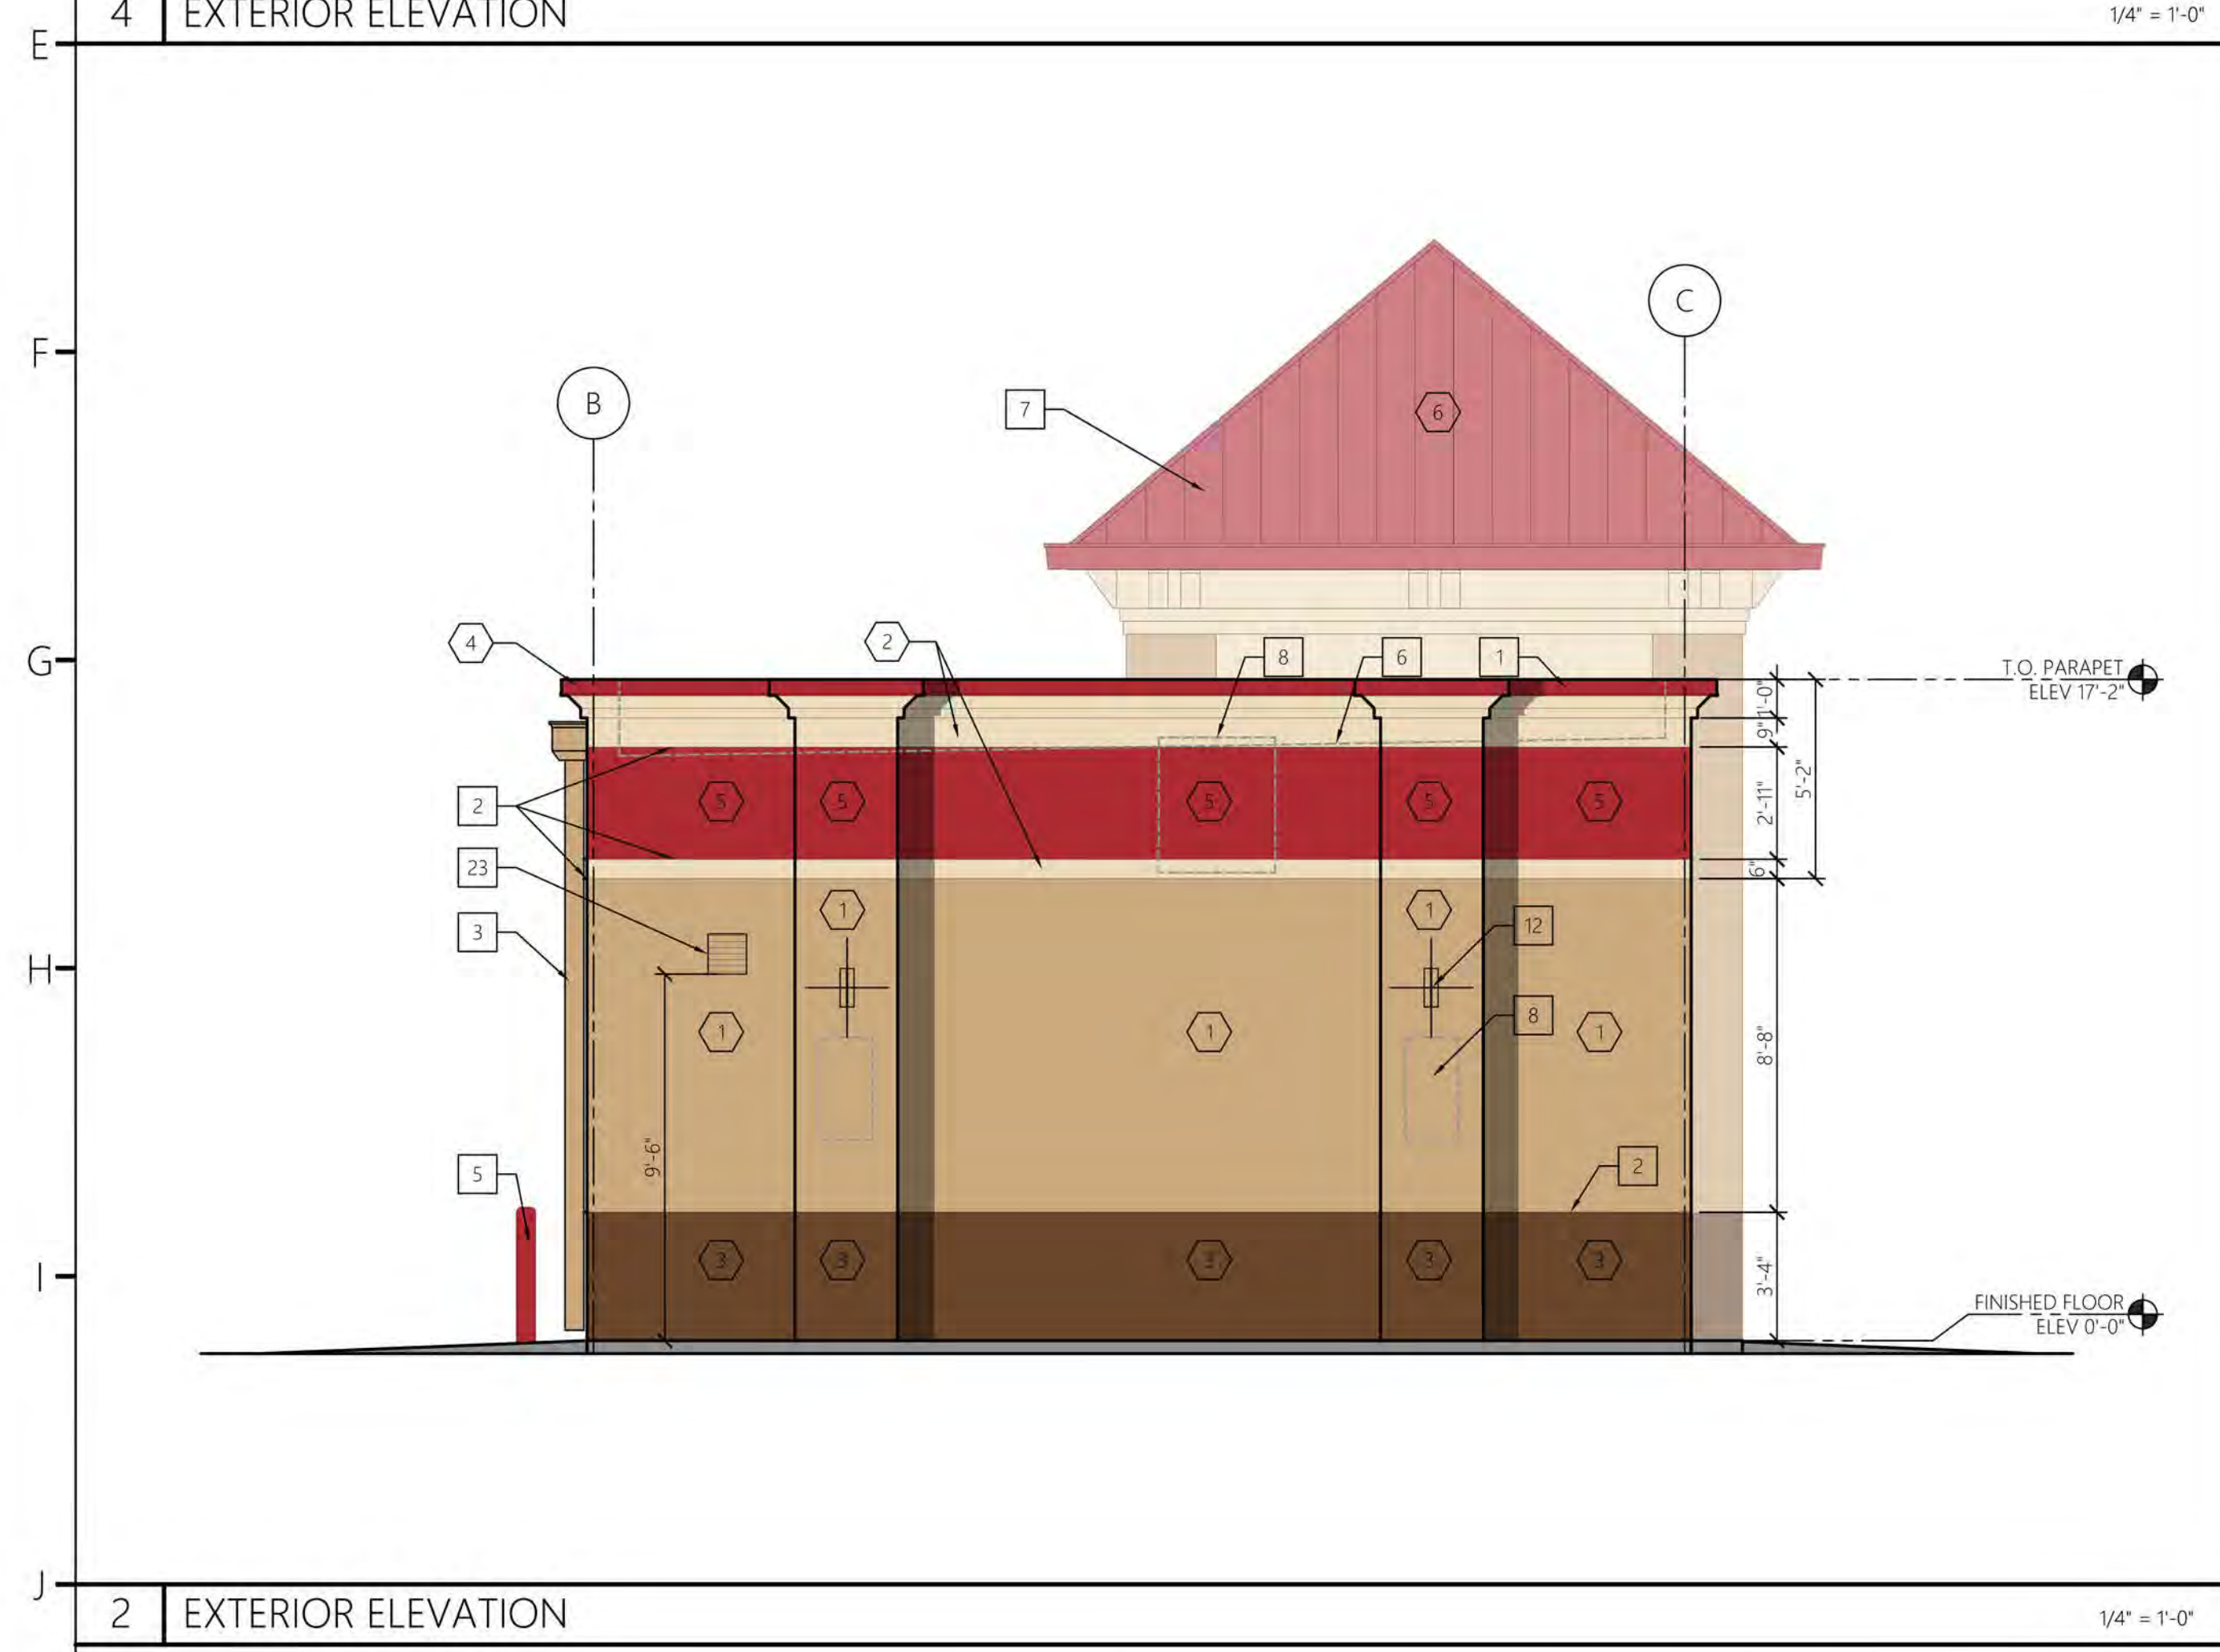 4 EXTERIOR ELEVATION 1/4" = 1'-0"
E
F
C
B
7
6
G
4
2
8
6
1
T.O. PARAPET
ELEV 17'-2"
1'-0"
9"
2
5
5
5
5
5
2'-11"
5'-2"
23
6"
1
1
3
12
H
8
1
1
1
8'-8"
9'-6"
5
2
I
3
3
3
3
3
3'-4"
FINISHED FLOOR
ELEV 0'-0"
J
2 EXTERIOR ELEVATION 1/4" = 1'-0"